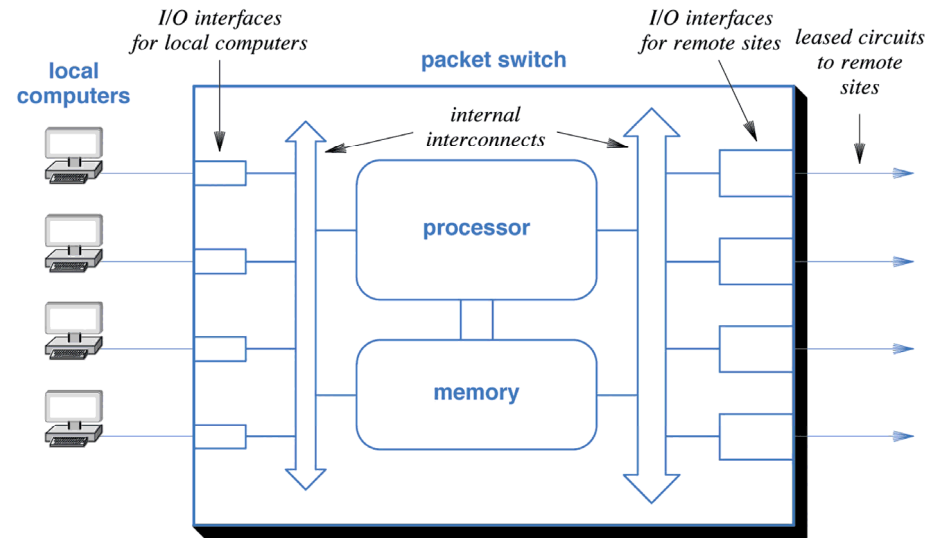 I/O interfaces
for local computers
I/O interfaces
for remote sites
leased circuits
to remote
sites
local
computers
packet switch
internal
interconnects
processor
memory